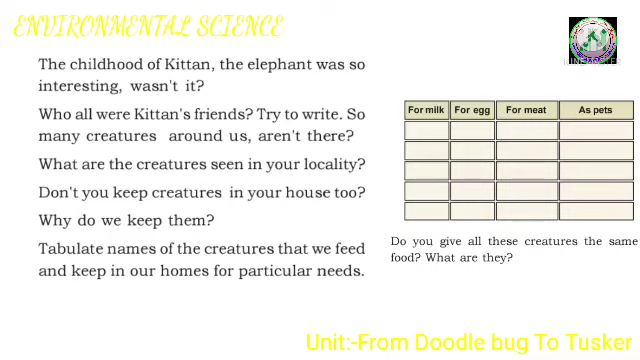 ENVIRONMENTAL SCIENCE
The childhood of Kittan, the elephant was so
interesting, wasn't it?
Who all were Kittan's friends? Try to write. So
many creatures around us, aren't there?
What are the creatures seen in your locality?
Don't you keep creatures in your house too?
Why do we keep them?
Tabulate names of the creatures that we feed
and keep in our homes for particular needs.
For milk For egg For meat As pets
Do you give all these creatures the same
food? What are they?
Unit:-From Doodle bug To Tusker